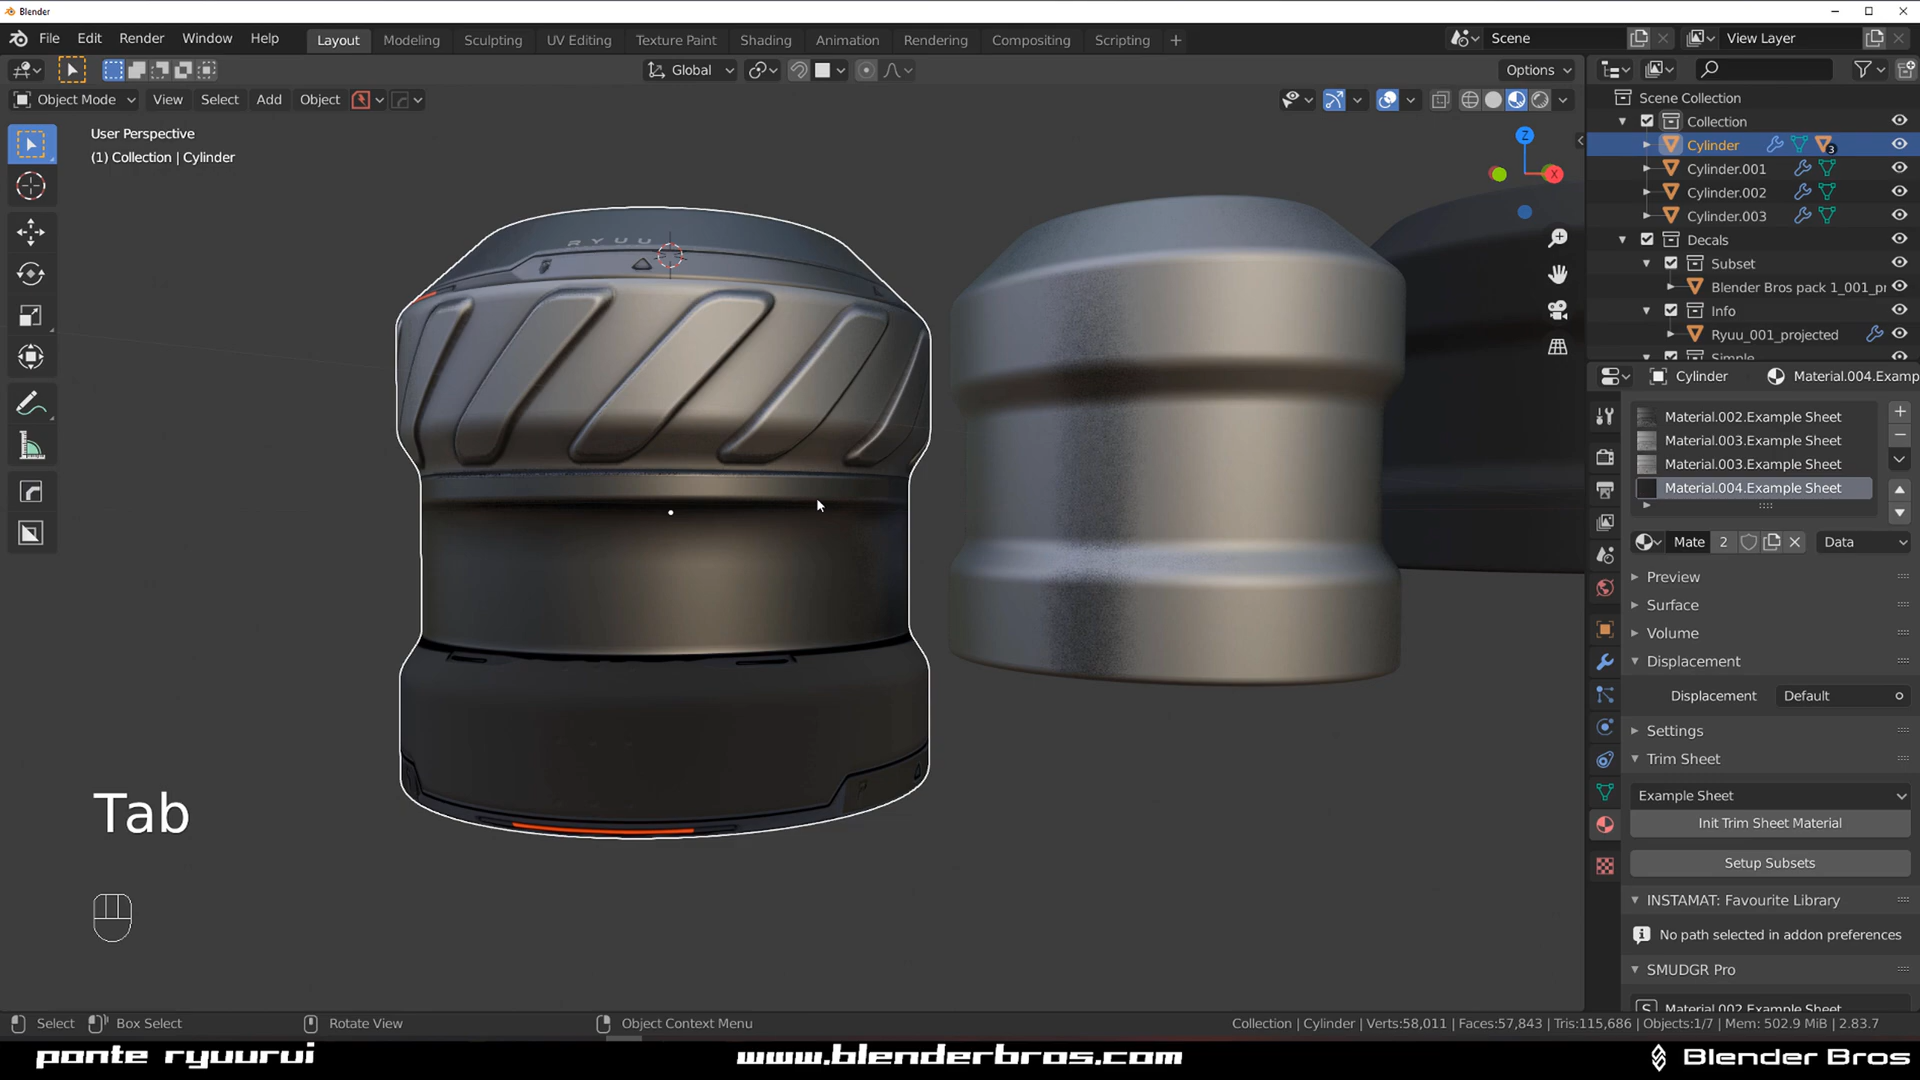 Blender
File Edit Render Window Help Layout Modeling Sculpting UV Editing Texture Paint Shading Animation Rendering Compositing Scripting + Scene View Layer
Global Options
Object Mode View Select Add Object
User Perspective
(1) Collection | Cylinder
Z
X
RYUU
Scene Collection
Collection
Cylinder 3
Cylinder.001
Cylinder.002
Cylinder.003
Decals
Subset
Blender Bros pack 1_001_pr
Info
Ryuu_001_projected
Simple
Cylinder Material.004.Examp
Material.002.Example Sheet
Material.003.Example Sheet
Material.003.Example Sheet
Material.004.Example Sheet
Mate 2 Data
Preview
Surface
Volume
Displacement
Displacement Default
Settings
Trim Sheet
Example Sheet
Init Trim Sheet Material
Setup Subsets
INSTAMAT: Favourite Library
No path selected in addon preferences
SMUDGR Pro
Material.002.Example Sheet
Tab
Select Box Select Rotate View Object Context Menu Collection | Cylinder | Verts:58,011 | Faces:57,843 | Tris:115,686 | Objects:1/7 | Mem: 502.9 MiB | 2.83.7
ponte ryuurui www.blenderbros.com Blender Bros